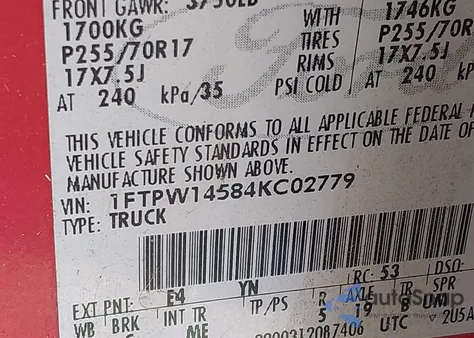 FRONT GAWR: 3750LB
1700KG WITH 1746KG
P255/70R17 TIRES P255/70R
17X7.5J RIMS 17X7.5J
AT 240 kPa/35 PSI COLD AT 240 kP
THIS VEHICLE CONFORMS TO ALL APPLICABLE FEDERAL
VEHICLE SAFETY STANDARDS IN EFFECT ON THE DATE OF
MANUFACTURE SHOWN ABOVE.
VIN: 1FTPW14584KC02779
TYPE: TRUCK
RC: 53 DSO:
EXT PNT: E4 YN
WB BRK INT TR TP/PS R AXLE TR SPR
ME 5 19 B UTC
autoSnap